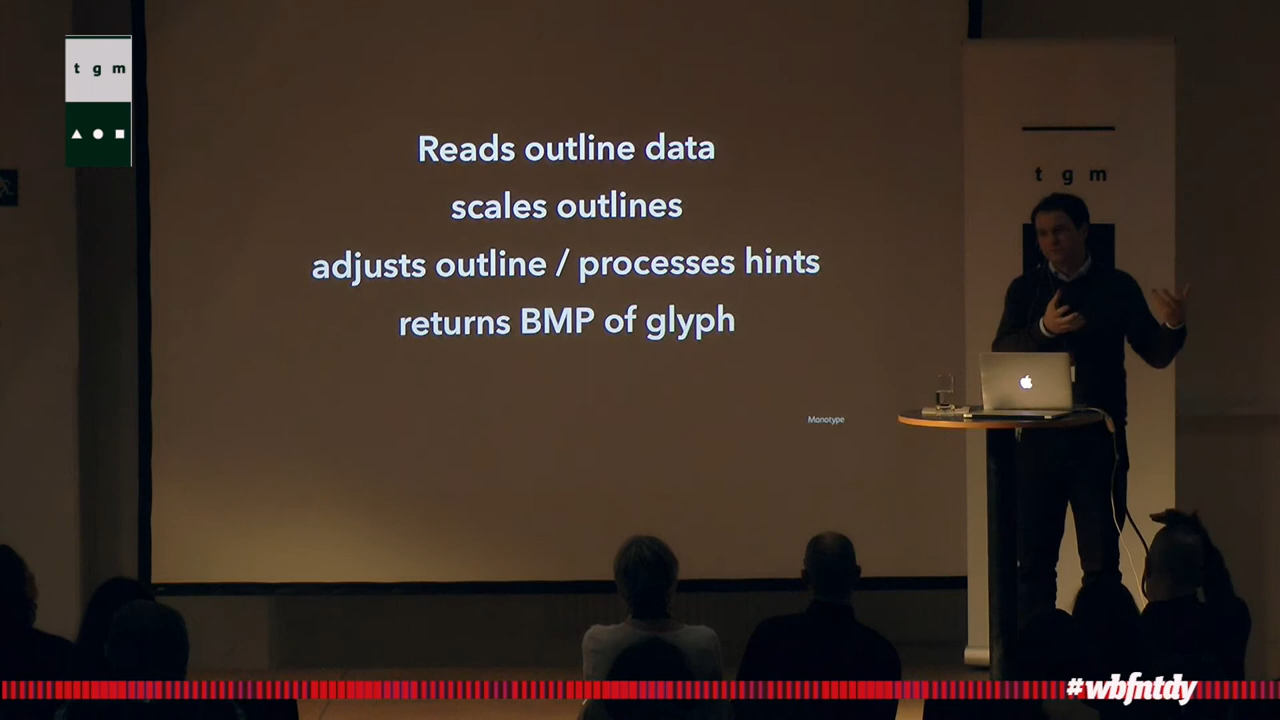 t g m
Reads outline data
scales outlines
adjusts outline / processes hints
returns BMP of glyph
Monotype
t g m
#wbfntdy